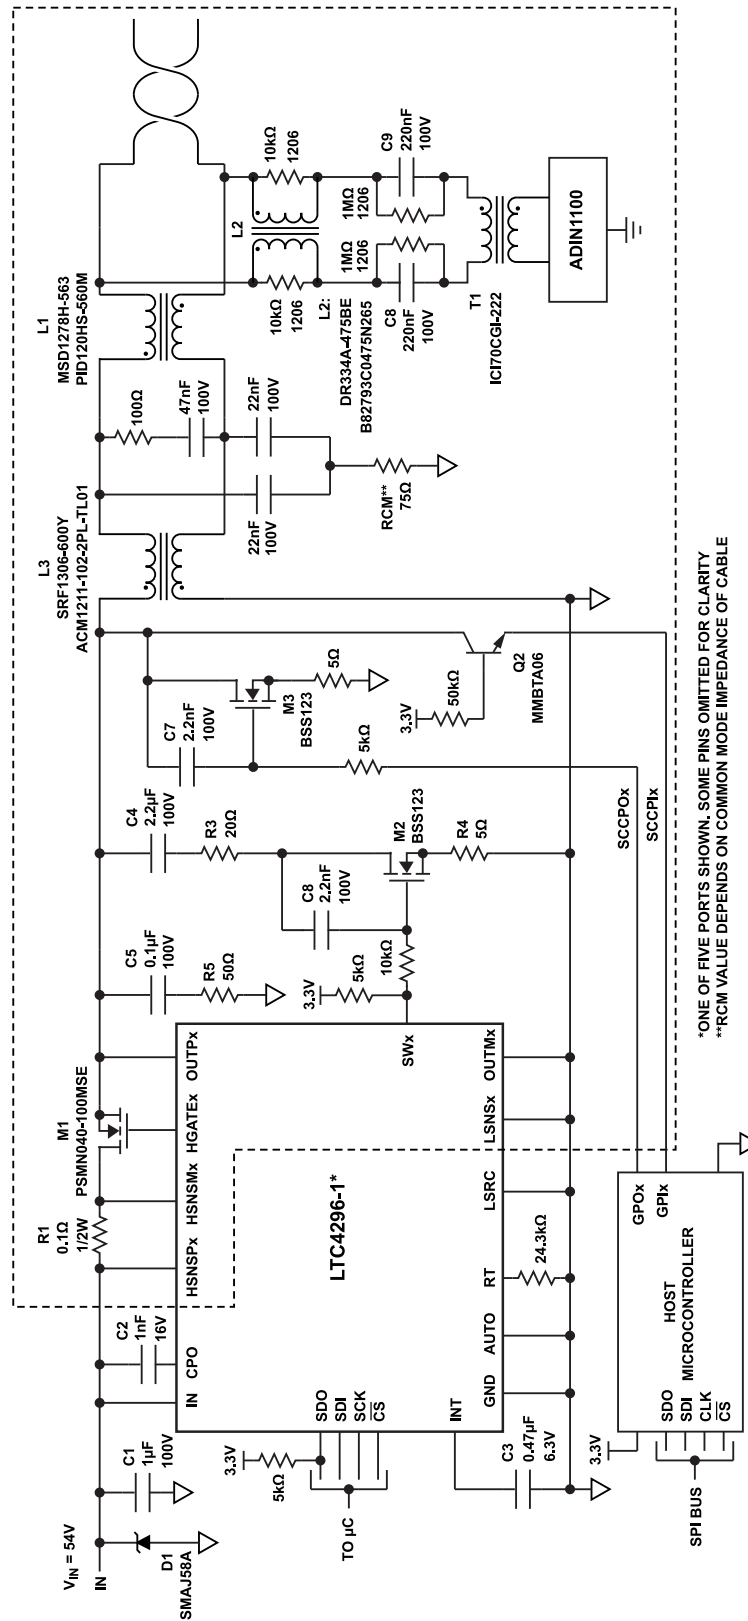 V_IN = 54V
IN
D1
SMAJ58A
C1
1µF
100V
C2
1nF
16V
R1
0.1Ω
1/2W
M1
PSMN040-100MSE
IN
CPO
HSNSPx
HSNSMx
HGATEx
OUTPx
LTC4296-1*
SDO
SDI
SCK
CS
3.3V
5kΩ
TO µC
INT
GND
AUTO
RT
LSRC
LSNSx
OUTMx
SWx
C3
0.47µF
6.3V
24.3kΩ
C5
0.1µF
100V
R5
50Ω
3.3V
5kΩ
10kΩ
C4
2.2µF
100V
R3
20Ω
C8
2.2nF
100V
M2
BSS123
R4
5Ω
C7
2.2nF
100V
M3
BSS123
5Ω
5kΩ
3.3V
50kΩ
Q2
MMBTA06
SCCPOx
SCCPIx
L3
SRF1306-600Y
ACM1211-102-2PL-TL01
100Ω
47nF
100V
22nF
100V
22nF
100V
RCM**
75Ω
L1
MSD1278H-563
PID120HS-560M
L2
10kΩ
1206
10kΩ
1206
L2:
DR334A-475BE
B82793C0475N265
1MΩ
1206
1MΩ
1206
C9
220nF
100V
C8
220nF
100V
T1
ICI70CGI-222
ADIN1100
3.3V
SPI BUS
SDO
SDI
CLK
CS
HOST
MICROCONTROLLER
GPOx
GPIx
*ONE OF FIVE PORTS SHOWN. SOME PINS OMITTED FOR CLARITY
**RCM VALUE DEPENDS ON COMMON MODE IMPEDANCE OF CABLE